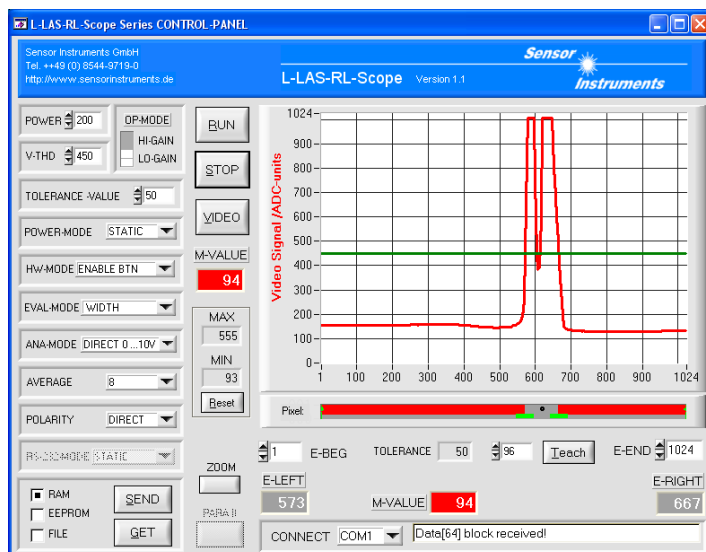 L-LAS-RL-Scope Series CONTROL-PANEL
Sensor Instruments GmbH
Tel. ++49 (0) 8544-9719-0
http://www.sensorinstruments.de
L-LAS-RL-Scope Version 1.1
Sensor
Instruments
POWER 200
OP-MODE
HI-GAIN
LO-GAIN
V-THD 450
TOLERANCE -VALUE 50
POWER-MODE STATIC
HW-MODE ENABLE BTN
EVAL-MODE WIDTH
ANA-MODE DIRECT 0 ...10V
AVERAGE 8
POLARITY DIRECT
RS-232-MODE STATIC
RAM
EEPROM
FILE
SEND
GET
RUN
STOP
VIDEO
M-VALUE
94
MAX
555
MIN
93
Reset
ZOOM
PARA II
Video Signal /ADC-units
1024
900
800
700
600
500
400
300
200
100
0
1 100 200 300 400 500 600 700 800 900 1024
Pixel:
1 E-BEG TOLERANCE 50 96 Teach E-END 1024
E-LEFT E-RIGHT
573 M-VALUE 94 667
CONNECT COM1 Data[64] block received!